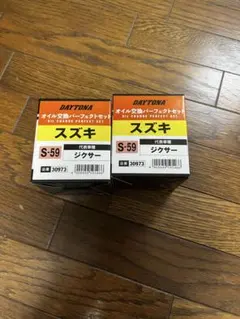 DAYTONA
オイル交換パーフェクトセット
OIL CHANGE PERFECT SET
スズキ
代表車種
S-59
ジクサー
品番 30973
DAYTONA
オイル交換パーフェクトセット
OIL CHANGE PERFECT SET
スズキ
代表車種
S-59
ジクサー
品番 30973